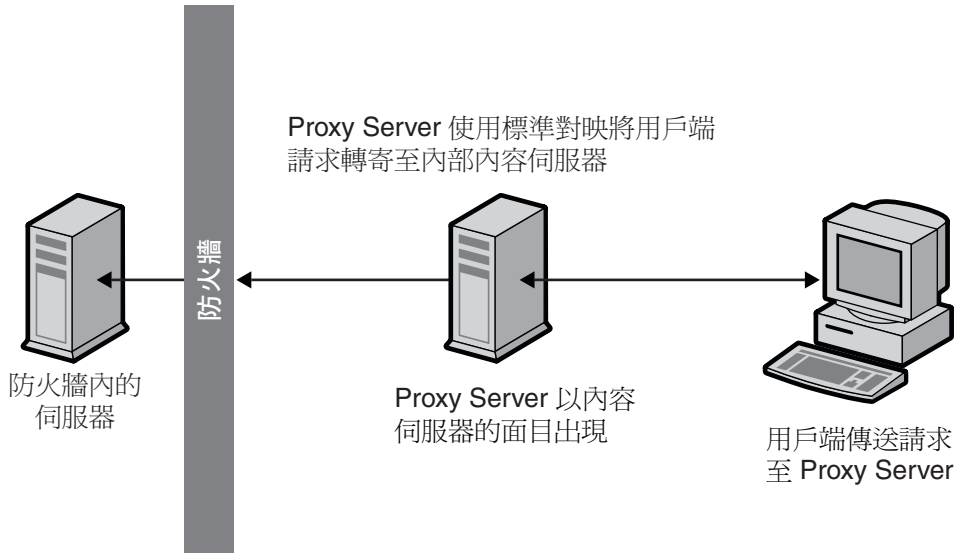 Proxy Server 使用標準對映將用戶端
請求轉寄至內部內容伺服器
防火牆
防火牆內的
伺服器
Proxy Server 以內容
伺服器的面目出現
用戶端傳送請求
至 Proxy Server